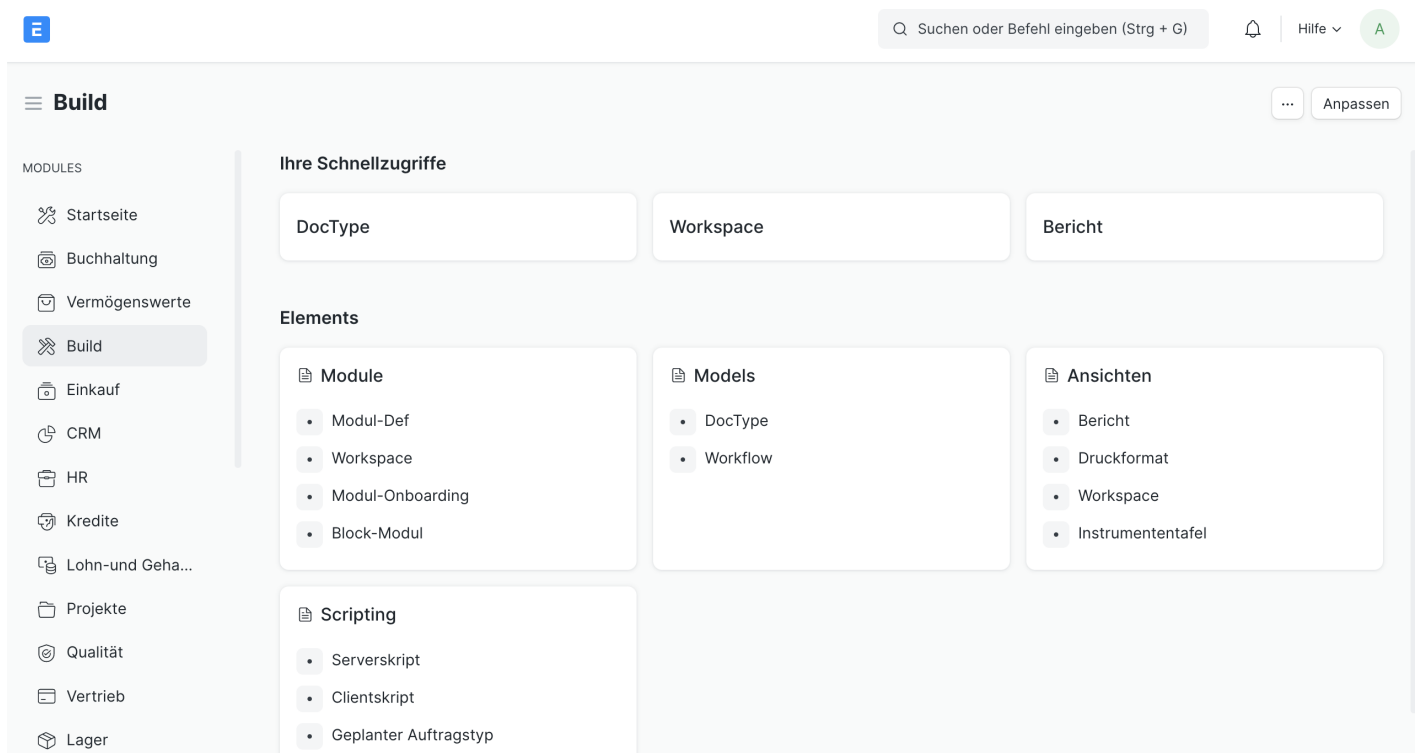 E
Suchen oder Befehl eingeben (Strg + G)
Hilfe
A
Build
...
Anpassen
MODULES
Startseite
Buchhaltung
Vermögenswerte
Build
Einkauf
CRM
HR
Kredite
Lohn-und Geha...
Projekte
Qualität
Vertrieb
Lager
Ihre Schnellzugriffe
DocType
Workspace
Bericht
Elements
Module
Modul-Def
Workspace
Modul-Onboarding
Block-Modul
Models
DocType
Workflow
Ansichten
Bericht
Druckformat
Workspace
Instrumententafel
Scripting
Serverskript
Clientskript
Geplanter Auftragstyp